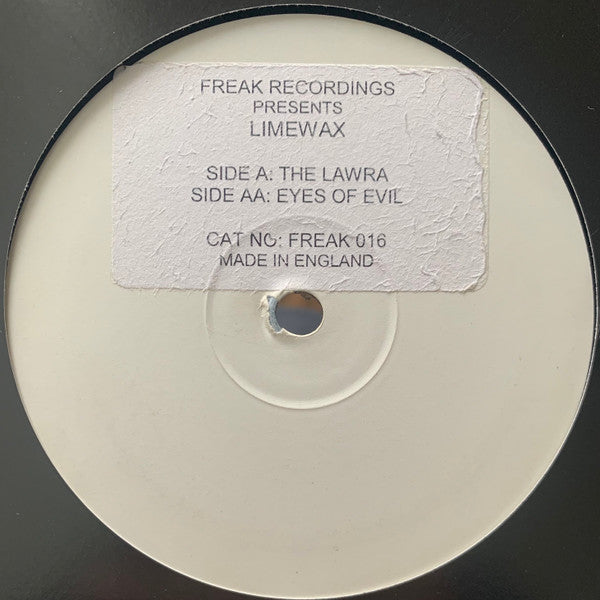 FREAK RECORDINGS
PRESENTS
LIMEWAX
SIDE A: THE LAWRA
SIDE AA: EYES OF EVIL
CAT NO: FREAK 016
MADE IN ENGLAND